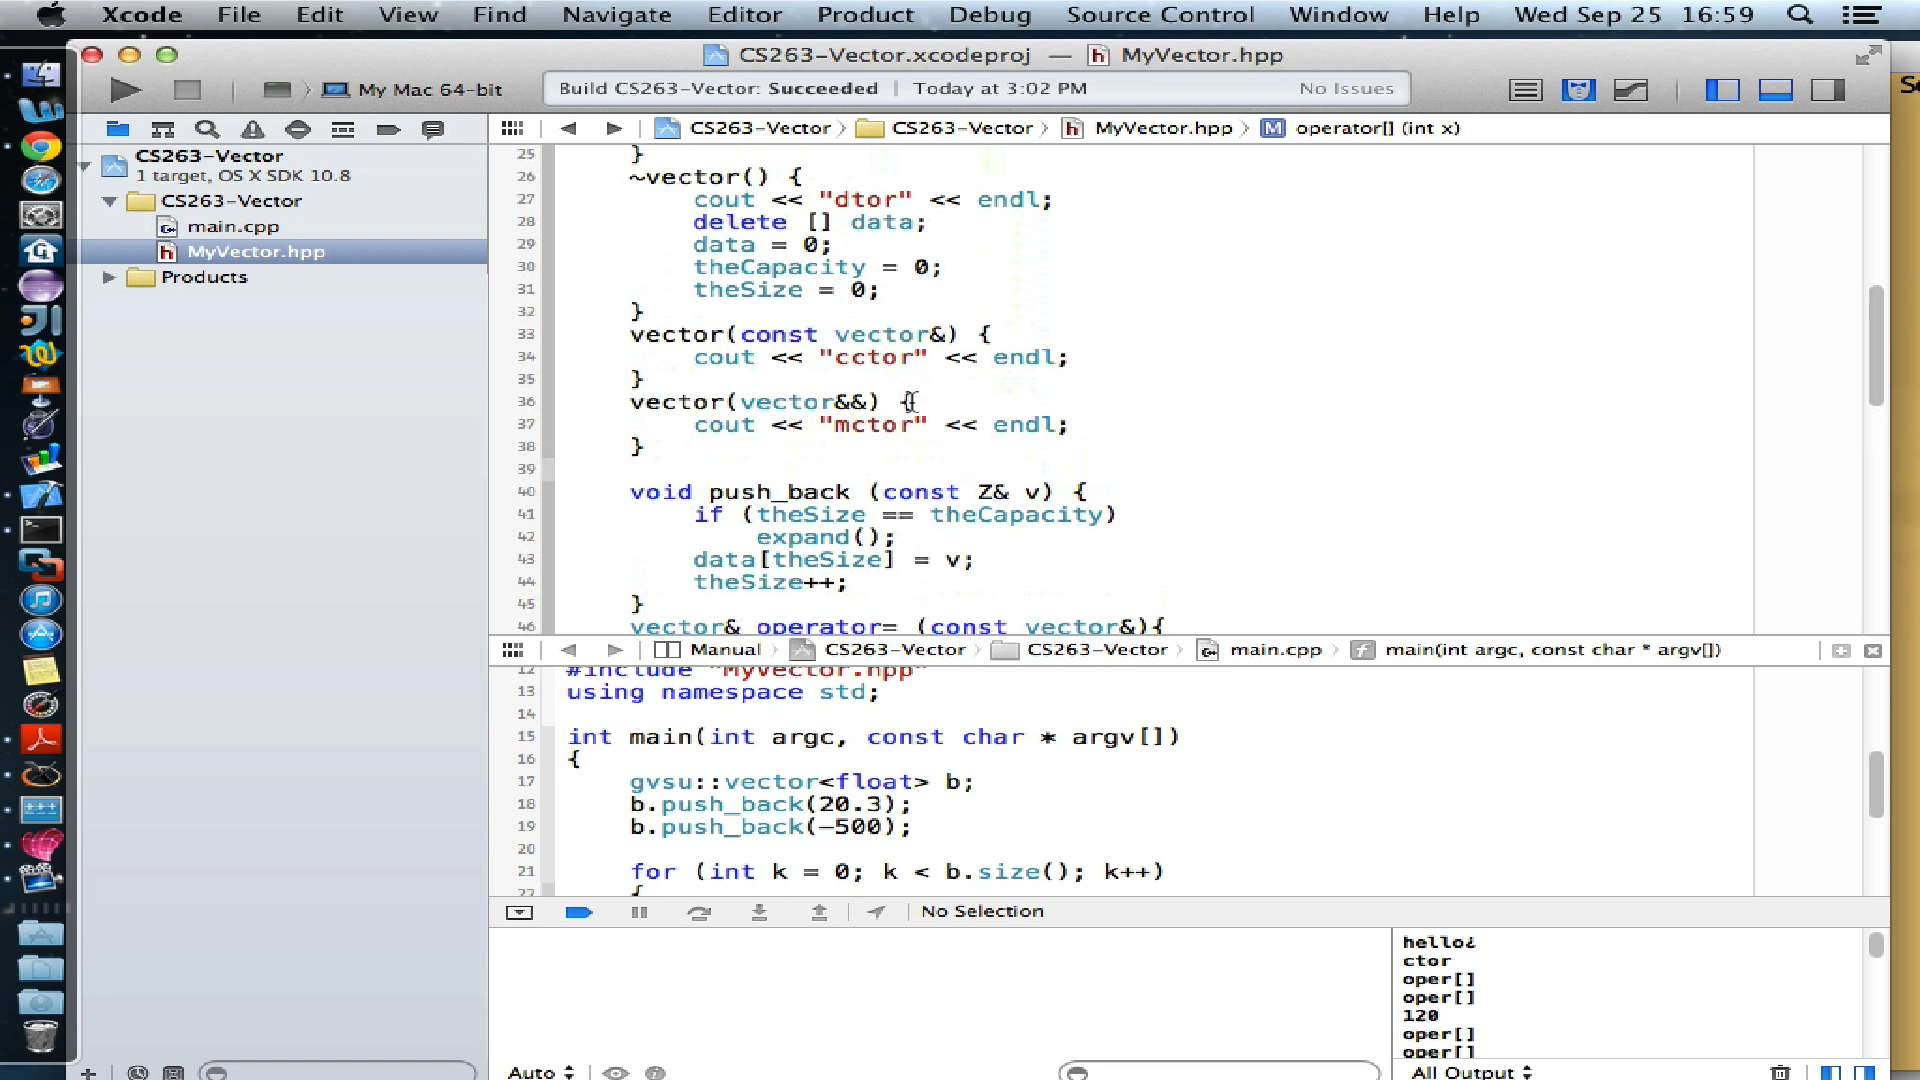 Xcode File Edit View Find Navigate Editor Product Debug Source Control Window Help Wed Sep 25 16:59
CS263-Vector.xcodeproj — MyVector.hpp
My Mac 64-bit
Build CS263-Vector: Succeeded | Today at 3:02 PM
No Issues
CS263-Vector
CS263-Vector
MyVector.hpp
M operator[] (int x)
CS263-Vector
1 target, OS X SDK 10.8
CS263-Vector
main.cpp
MyVector.hpp
Products
25 }
26 ~vector() {
27 cout << "dtor" << endl;
28 delete [] data;
29 data = 0;
30 theCapacity = 0;
31 theSize = 0;
32 }
33 vector(const vector&) {
34 cout << "cctor" << endl;
35 }
36 vector(vector&&) {
37 cout << "mctor" << endl;
38 }
39
40 void push_back (const Z& v) {
41 if (theSize == theCapacity)
42 expand();
43 data[theSize] = v;
44 theSize++;
45 }
46 vector& operator= (const vector&){
Manual
CS263-Vector
CS263-Vector
main.cpp
main(int argc, const char * argv[])
12 #include "MyVector.hpp"
13 using namespace std;
14
15 int main(int argc, const char * argv[])
16 {
17 gvsu::vector<float> b;
18 b.push_back(20.3);
19 b.push_back(-500);
20
21 for (int k = 0; k < b.size(); k++)
22 {
No Selection
hello¿
ctor
oper[]
oper[]
120
oper[]
oper[]
Auto
All Output